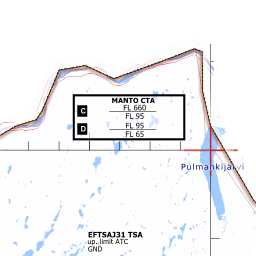 MANTO CTA
C
FL 660
FL 95
D
FL 95
FL 65
Pulmankijärvi
EFTSAJ31 TSA
up. limit ATC
GND